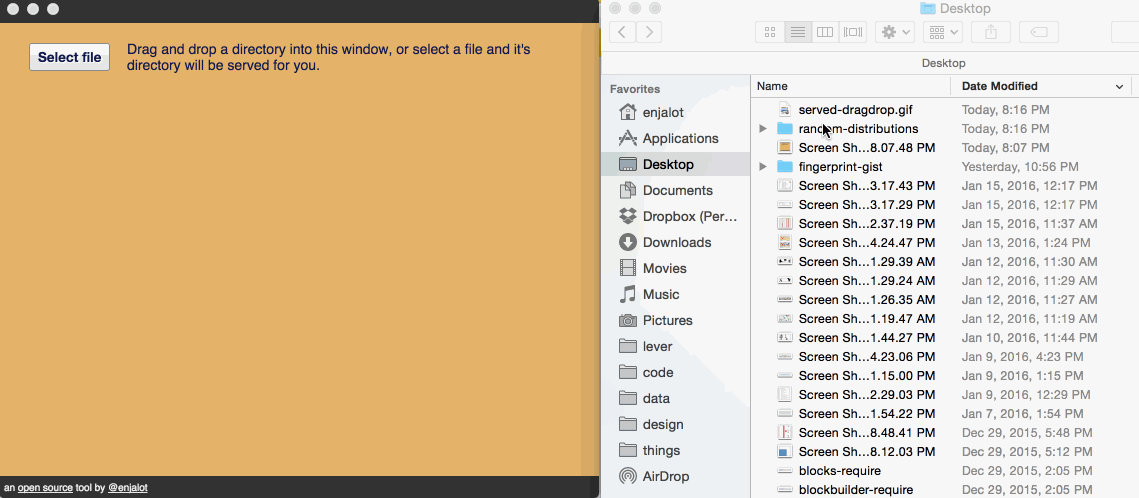 Select file
Drag and drop a directory into this window, or select a file and it's
directory will be served for you.
an open source tool by @enjalot
Desktop
Desktop
Favorites
enjalot
Applications
Desktop
Documents
Dropbox (Per...
Downloads
Movies
Music
Pictures
lever
code
data
design
things
AirDrop
Name Date Modified
served-dragdrop.gif Today, 8:16 PM
random-distributions Today, 8:16 PM
Screen Sh...8.07.48 PM Today, 8:07 PM
fingerprint-gist Yesterday, 10:56 PM
Screen Sh...3.17.43 PM Jan 15, 2016, 12:17 PM
Screen Sh...3.17.29 PM Jan 15, 2016, 12:17 PM
Screen Sh...2.37.19 PM Jan 15, 2016, 11:37 AM
Screen Sh...4.24.47 PM Jan 13, 2016, 1:24 PM
Screen Sh...1.29.39 AM Jan 12, 2016, 11:30 AM
Screen Sh...1.29.24 AM Jan 12, 2016, 11:29 AM
Screen Sh...1.26.35 AM Jan 12, 2016, 11:27 AM
Screen Sh...1.19.47 AM Jan 12, 2016, 11:19 AM
Screen Sh...1.44.27 PM Jan 10, 2016, 11:44 PM
Screen Sh...4.23.06 PM Jan 9, 2016, 4:23 PM
Screen Sh...1.15.00 PM Jan 9, 2016, 1:15 PM
Screen Sh...2.29.03 PM Jan 9, 2016, 12:29 PM
Screen Sh...1.54.22 PM Jan 7, 2016, 1:54 PM
Screen Sh...8.48.41 PM Dec 29, 2015, 5:48 PM
Screen Sh...8.12.03 PM Dec 29, 2015, 5:12 PM
blocks-require Dec 29, 2015, 2:05 PM
blockbuilder-require Dec 29, 2015, 2:05 PM